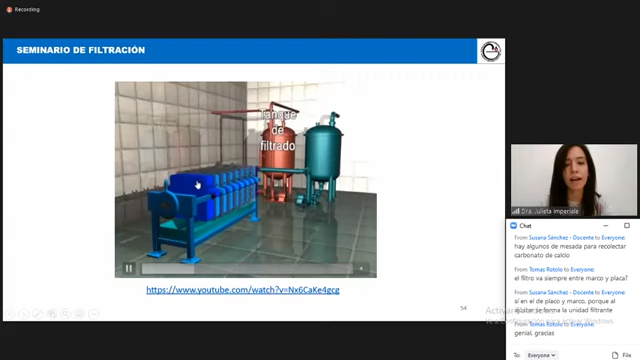 Recording
SEMINARIO DE FILTRACIÓN
Tanque
de
filtrado
https://www.youtube.com/watch?v=Nx6CaKe4gcg
54
Dra. Julieta Imperiale
Chat
From Susana Sánchez - Docente to Everyone:
hay algunos de mesada para recolectar
carbonato de calcio
From Tomas Rotolo to Everyone:
el filtro va siempre entre marco y placa?
From Susana Sánchez - Docente to Everyone:
sí en el de placo y marco, porque al
ajustar se forma la unidad filtrante
From Tomas Rotolo to Everyone:
genial, gracias
To: Everyone
File